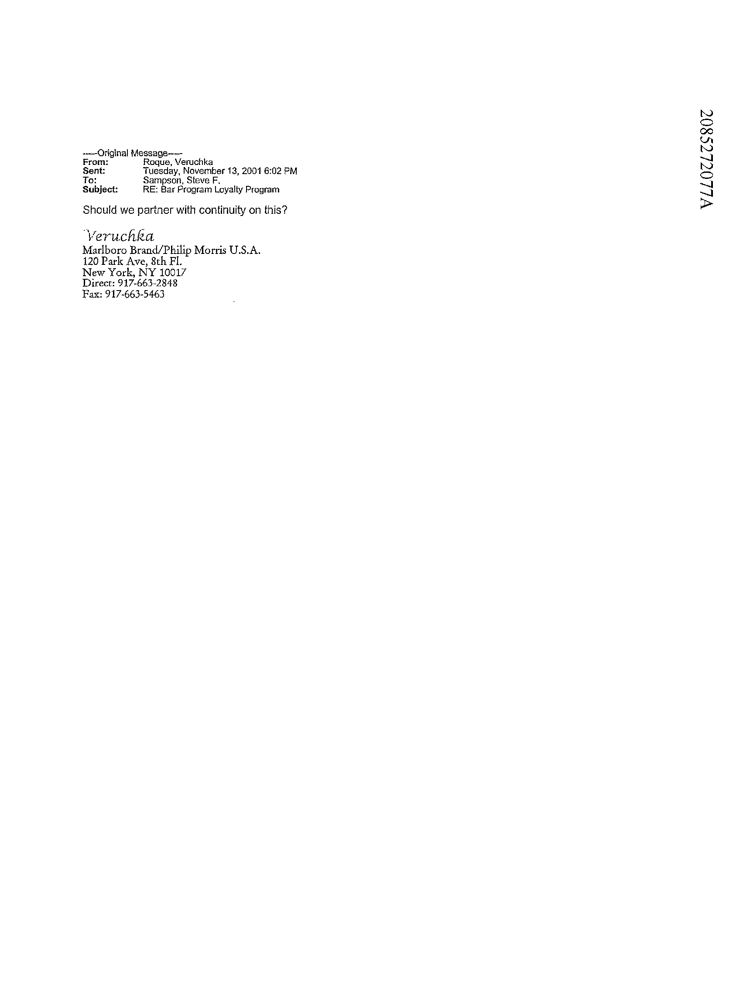 -----Original Message-----
From: Roque, Veruchka
Sent: Tuesday, November 13, 2001 6:02 PM
To: Sampson, Steve F.
Subject: RE: Bar Program Loyalty Program
Should we partner with continuity on this?
Veruchka
Marlboro Brand/Philip Morris U.S.A.
120 Park Ave, 8th Fl.
New York, NY 10017
Direct: 917-663-2848
Fax: 917-663-5463
2085272077A